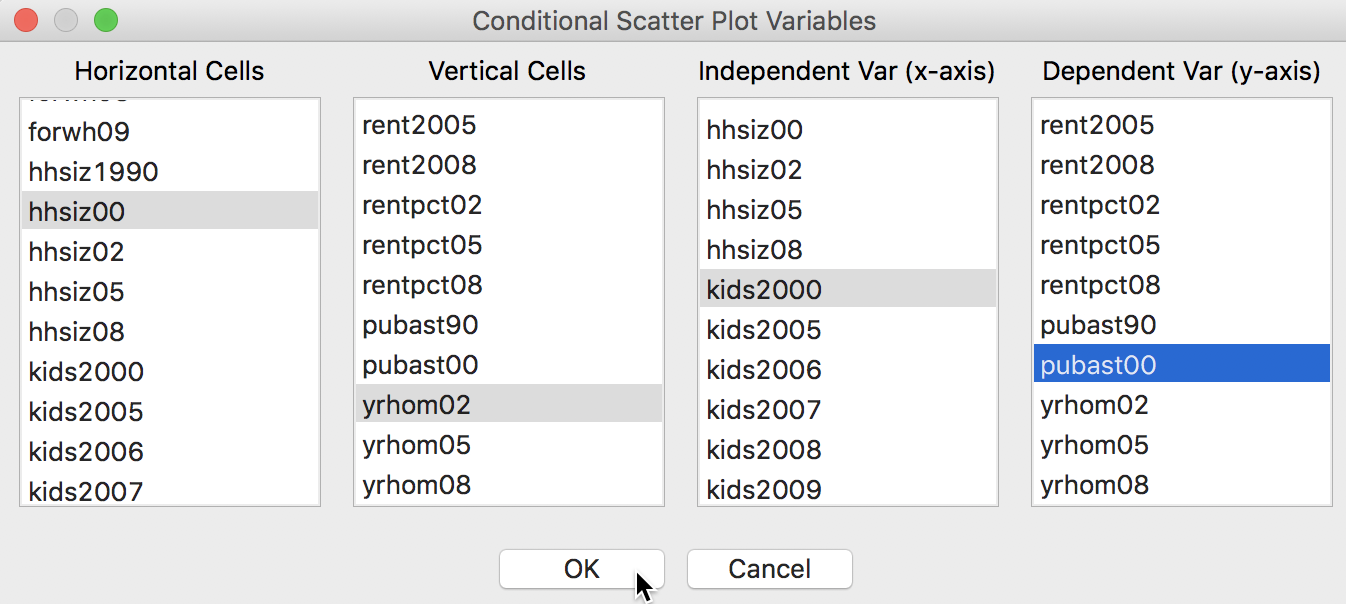 Conditional Scatter Plot Variables
Horizontal Cells
forwh09
hhsiz1990
hhsiz00
hhsiz02
hhsiz05
hhsiz08
kids2000
kids2005
kids2006
kids2007
Vertical Cells
rent2005
rent2008
rentpct02
rentpct05
rentpct08
pubast90
pubast00
yrhom02
yrhom05
yrhom08
Independent Var (x-axis)
hhsiz00
hhsiz02
hhsiz05
hhsiz08
kids2000
kids2005
kids2006
kids2007
kids2008
kids2009
Dependent Var (y-axis)
rent2005
rent2008
rentpct02
rentpct05
rentpct08
pubast90
pubast00
yrhom02
yrhom05
yrhom08
OK
Cancel